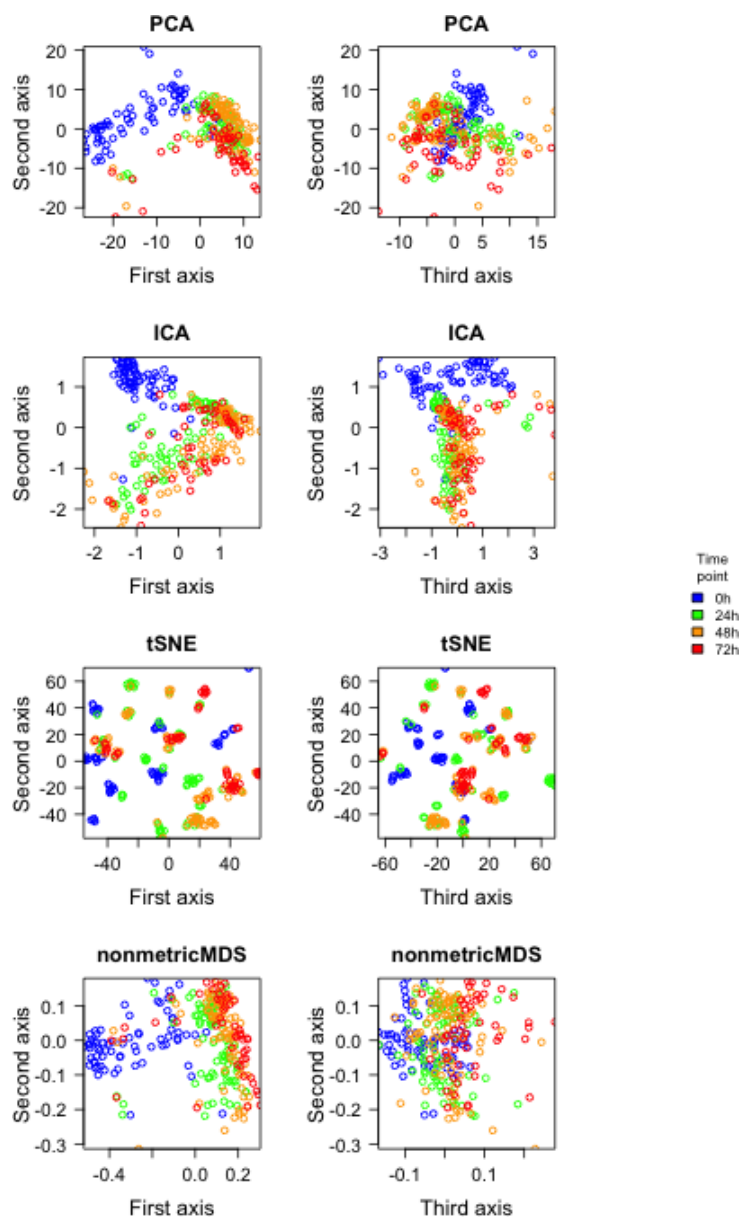 PCA
PCA
20
10
0
-10
-20
Second axis
-20
-10
0
10
First axis
20
10
0
-10
-20
Second axis
-10
0
5
15
Third axis
ICA
ICA
1
0
-1
-2
Second axis
-2
-1
0
1
First axis
1
0
-1
-2
Second axis
-3
-1
1
3
Third axis
Time
point
0h
24h
48h
72h
tSNE
tSNE
60
40
20
0
-20
-40
Second axis
-40
0
20
40
First axis
60
40
20
0
-20
-40
Second axis
-60
-20
20
60
Third axis
nonmetricMDS
nonmetricMDS
0.1
0.0
-0.1
-0.2
-0.3
Second axis
-0.4
0.0
0.2
First axis
0.1
0.0
-0.1
-0.2
-0.3
Second axis
-0.1
0.1
Third axis